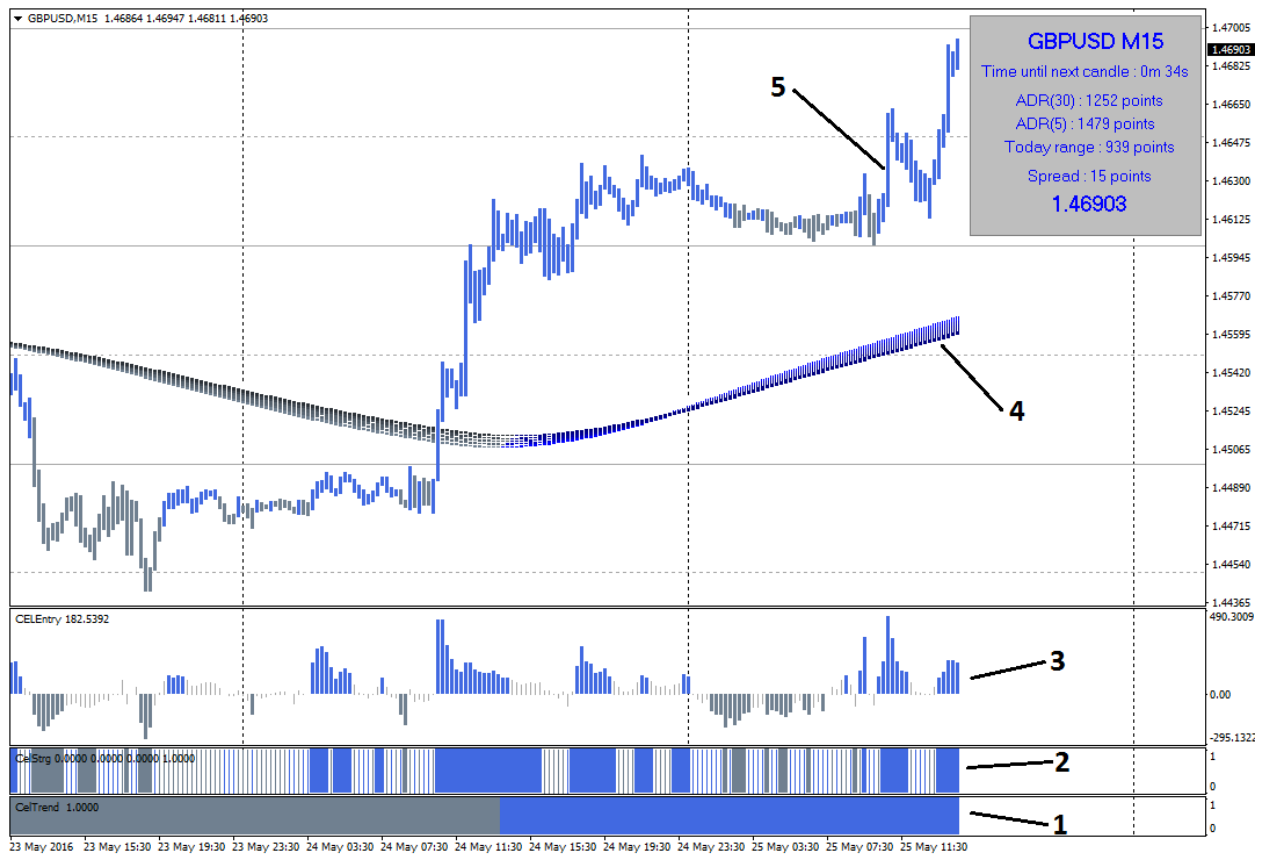 GBPUSD,M15 1.46864 1.46947 1.46811 1.46903
GBPUSD M15
Time until next candle : 0m 34s
ADR(30) : 1252 points
ADR(5) : 1479 points
Today range : 939 points
Spread : 15 points
1.46903
1.47005
1.46903
1.46825
1.46650
1.46475
1.46300
1.46125
1.45945
1.45770
1.45595
1.45420
1.45245
1.45065
1.44890
1.44715
1.44540
1.44365
5
4
CELEntry 182.5392
490.3009
0.00
-295.1322
3
CelStrg 0.0000 0.0000 0.0000 1.0000
1
0
2
CelTrend 1.0000
1
0
1
23 May 2016 23 May 15:30 23 May 19:30 23 May 23:30 24 May 03:30 24 May 07:30 24 May 11:30 24 May 15:30 24 May 19:30 24 May 23:30 25 May 03:30 25 May 07:30 25 May 11:30